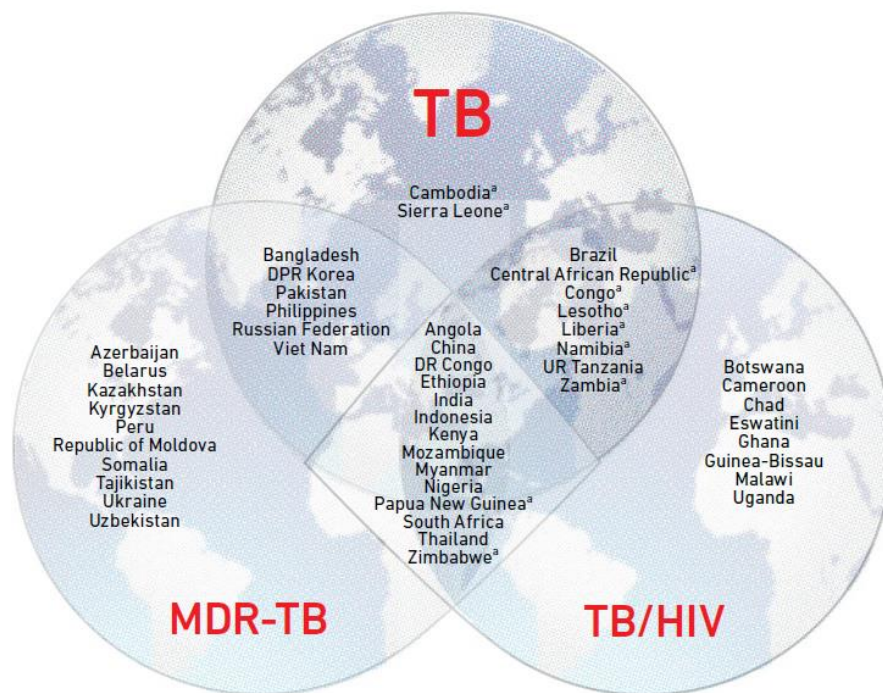 TB
Cambodiaᵃ
Sierra Leoneᵃ
Bangladesh
DPR Korea
Pakistan
Philippines
Russian Federation
Viet Nam
Brazil
Central African Republicᵃ
Congoᵃ
Lesothoᵃ
Liberiaᵃ
Namibiaᵃ
UR Tanzania
Zambiaᵃ
Angola
China
DR Congo
Ethiopia
India
Indonesia
Kenya
Mozambique
Myanmar
Nigeria
Papua New Guineaᵃ
South Africa
Thailand
Zimbabweᵃ
Azerbaijan
Belarus
Kazakhstan
Kyrgyzstan
Peru
Republic of Moldova
Somalia
Tajikistan
Ukraine
Uzbekistan
Botswana
Cameroon
Chad
Eswatini
Ghana
Guinea-Bissau
Malawi
Uganda
MDR-TB
TB/HIV